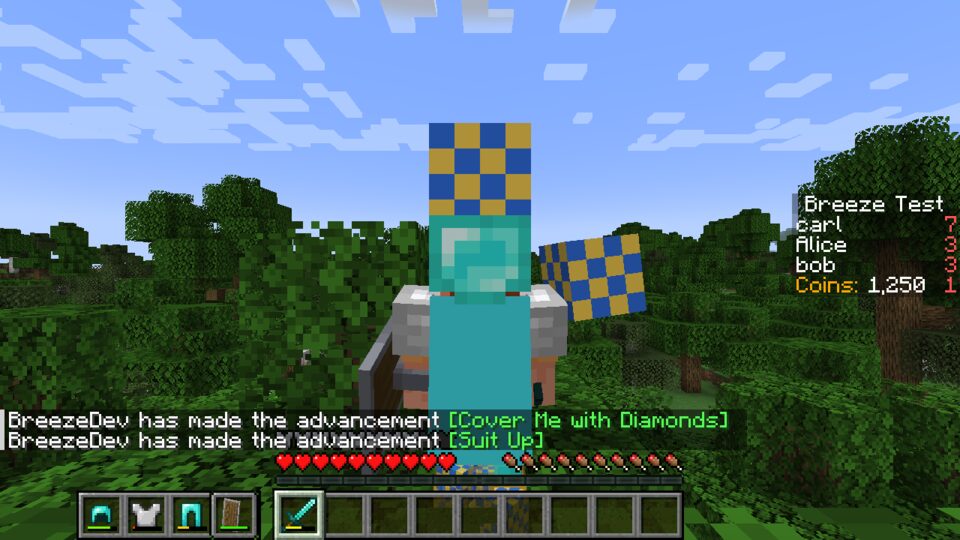 Breeze Test
carl 7
Alice 3
bob 3
Coins: 1,250 1
BreezeDev has made the advancement [Cover Me with Diamonds]
BreezeDev has made the advancement [Suit Up]